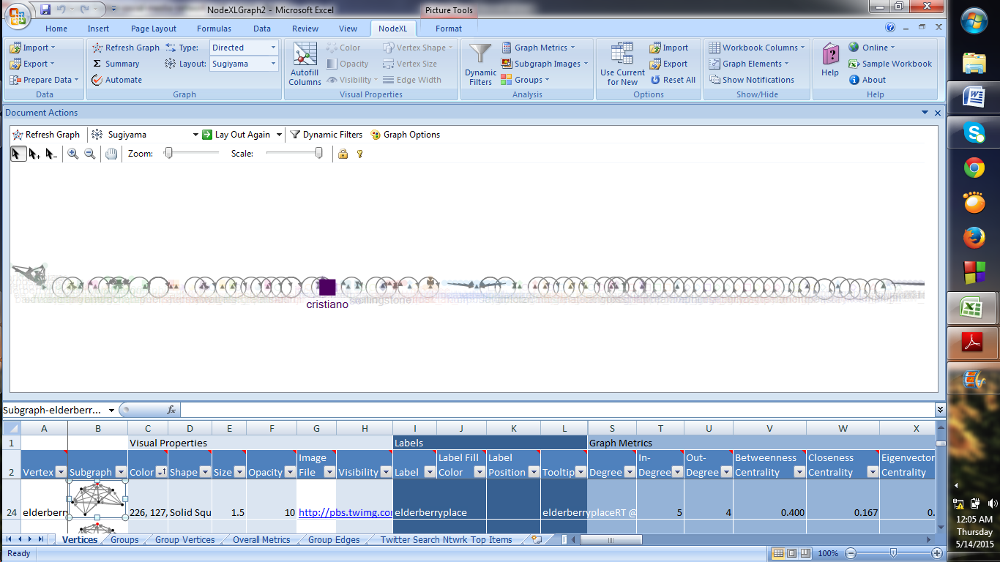 NodeXLGraph2 - Microsoft Excel
Picture Tools
Home Insert Page Layout Formulas Data Review View NodeXL Format
Import Refresh Graph Type: Directed Color Vertex Shape Graph Metrics Import Workbook Columns Online
Export Summary Layout: Sugiyama Opacity Vertex Size Subgraph Images Export Graph Elements Sample Workbook
Prepare Data Automate Autofill Columns Visibility Edge Width Dynamic Filters Groups Use Current for New Reset All Show Notifications Help About
Data Graph Visual Properties Analysis Options Show/Hide Help
Document Actions
Refresh Graph Sugiyama Lay Out Again Dynamic Filters Graph Options
Zoom: Scale:
cristiano
Subgraph-elderberr... fx
A B C D E F G H I J K L S T U V W X
1 Visual Properties Labels Graph Metrics
Image Label Fill Label In- Out- Betweenness Closeness Eigenvector
2 Vertex Subgraph Color Shape Size Opacity File Visibility Label Color Position Tooltip Degree Degree Degree Centrality Centrality Centrality
24 elderberr 226, 127, Solid Squ 1.5 10 http://pbs.twimg.co elderberryplace elderberryplaceRT @ 5 4 0.400 0.167 0.
Vertices Groups Group Vertices Overall Metrics Group Edges Twitter Search Ntwrk Top Items
Ready 100%
12:05 AM
Thursday
5/14/2015